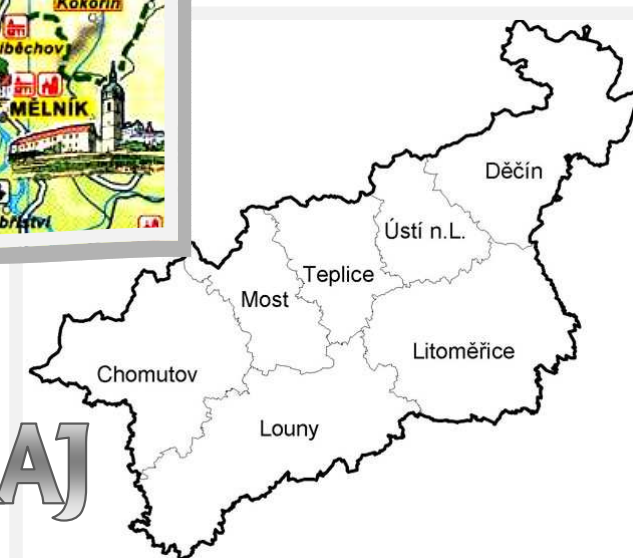 Kokořín
MĚLNÍK
Děčín
Ústí n.L.
Teplice
Most
Litoměřice
Chomutov
Louny
AJ